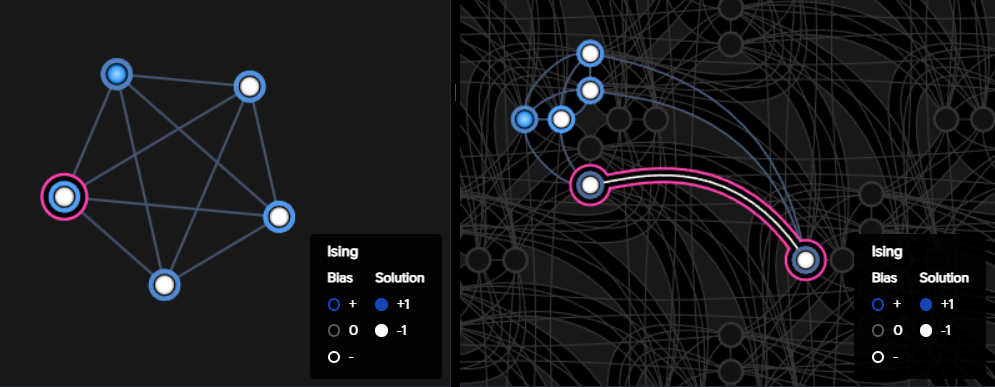 Ising
Bias Solution
+ +1
0 -1
-
Ising
Bias Solution
+ +1
0 -1
-